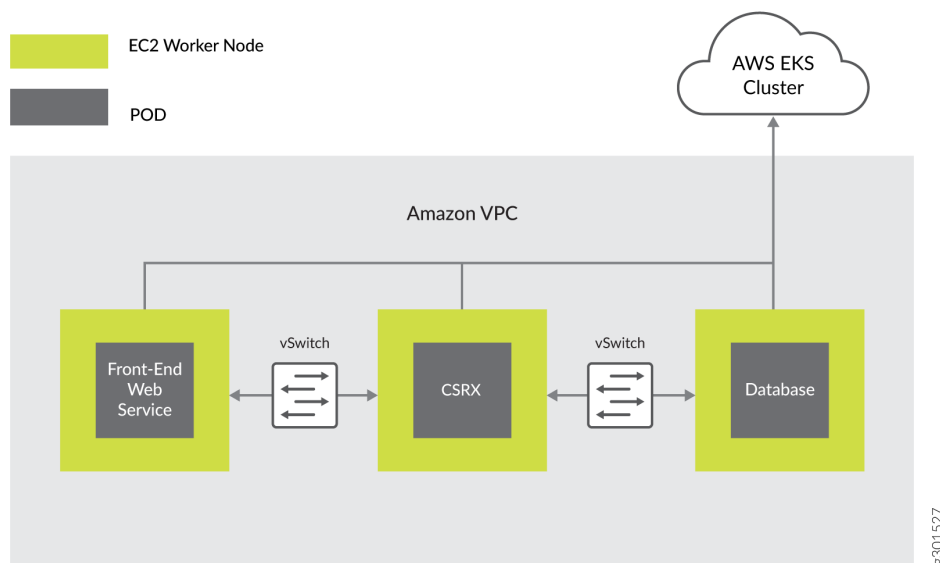 EC2 Worker Node
POD
AWS EKS
Cluster
Amazon VPC
vSwitch
vSwitch
Front-End
Web
Service
CSRX
Database
g301527